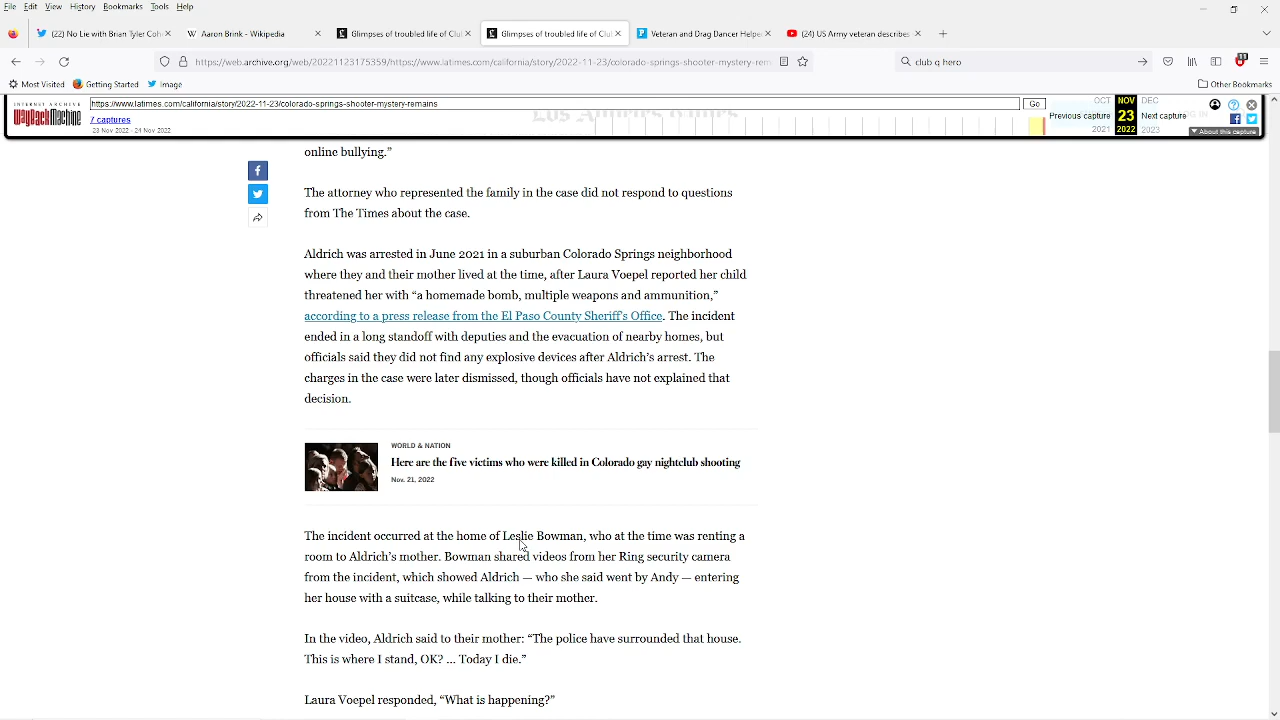 File Edit View History Bookmarks Tools Help
(22) No Lie with Brian Tyler Coh
Aaron Brink - Wikipedia
Glimpses of troubled life of Clul
Glimpses of troubled life of Clul
Veteran and Drag Dancer Helped
(24) US Army veteran describes
https://web.archive.org/web/20221123175359/https://www.latimes.com/california/story/2022-11-23/colorado-springs-shooter-mystery-rem
club q hero
Most Visited Getting Started Image Other Bookmarks
INTERNET ARCHIVE
WayBackMachine
https://www.latimes.com/california/story/2022-11-23/colorado-springs-shooter-mystery-remains
Go
OCT NOV DEC
Previous capture 23 Next capture
2021 2022 2023
7 captures
23 Nov 2022 - 24 Nov 2022
About this capture
Los Angeles Times
LOG IN
online bullying.”
The attorney who represented the family in the case did not respond to questions
from The Times about the case.
Aldrich was arrested in June 2021 in a suburban Colorado Springs neighborhood
where they and their mother lived at the time, after Laura Voepel reported her child
threatened her with “a homemade bomb, multiple weapons and ammunition,”
according to a press release from the El Paso County Sheriff’s Office. The incident
ended in a long standoff with deputies and the evacuation of nearby homes, but
officials said they did not find any explosive devices after Aldrich’s arrest. The
charges in the case were later dismissed, though officials have not explained that
decision.
WORLD & NATION
Here are the five victims who were killed in Colorado gay nightclub shooting
Nov. 21, 2022
The incident occurred at the home of Leslie Bowman, who at the time was renting a
room to Aldrich’s mother. Bowman shared videos from her Ring security camera
from the incident, which showed Aldrich — who she said went by Andy — entering
her house with a suitcase, while talking to their mother.
In the video, Aldrich said to their mother: “The police have surrounded that house.
This is where I stand, OK? ... Today I die.”
Laura Voepel responded, “What is happening?”